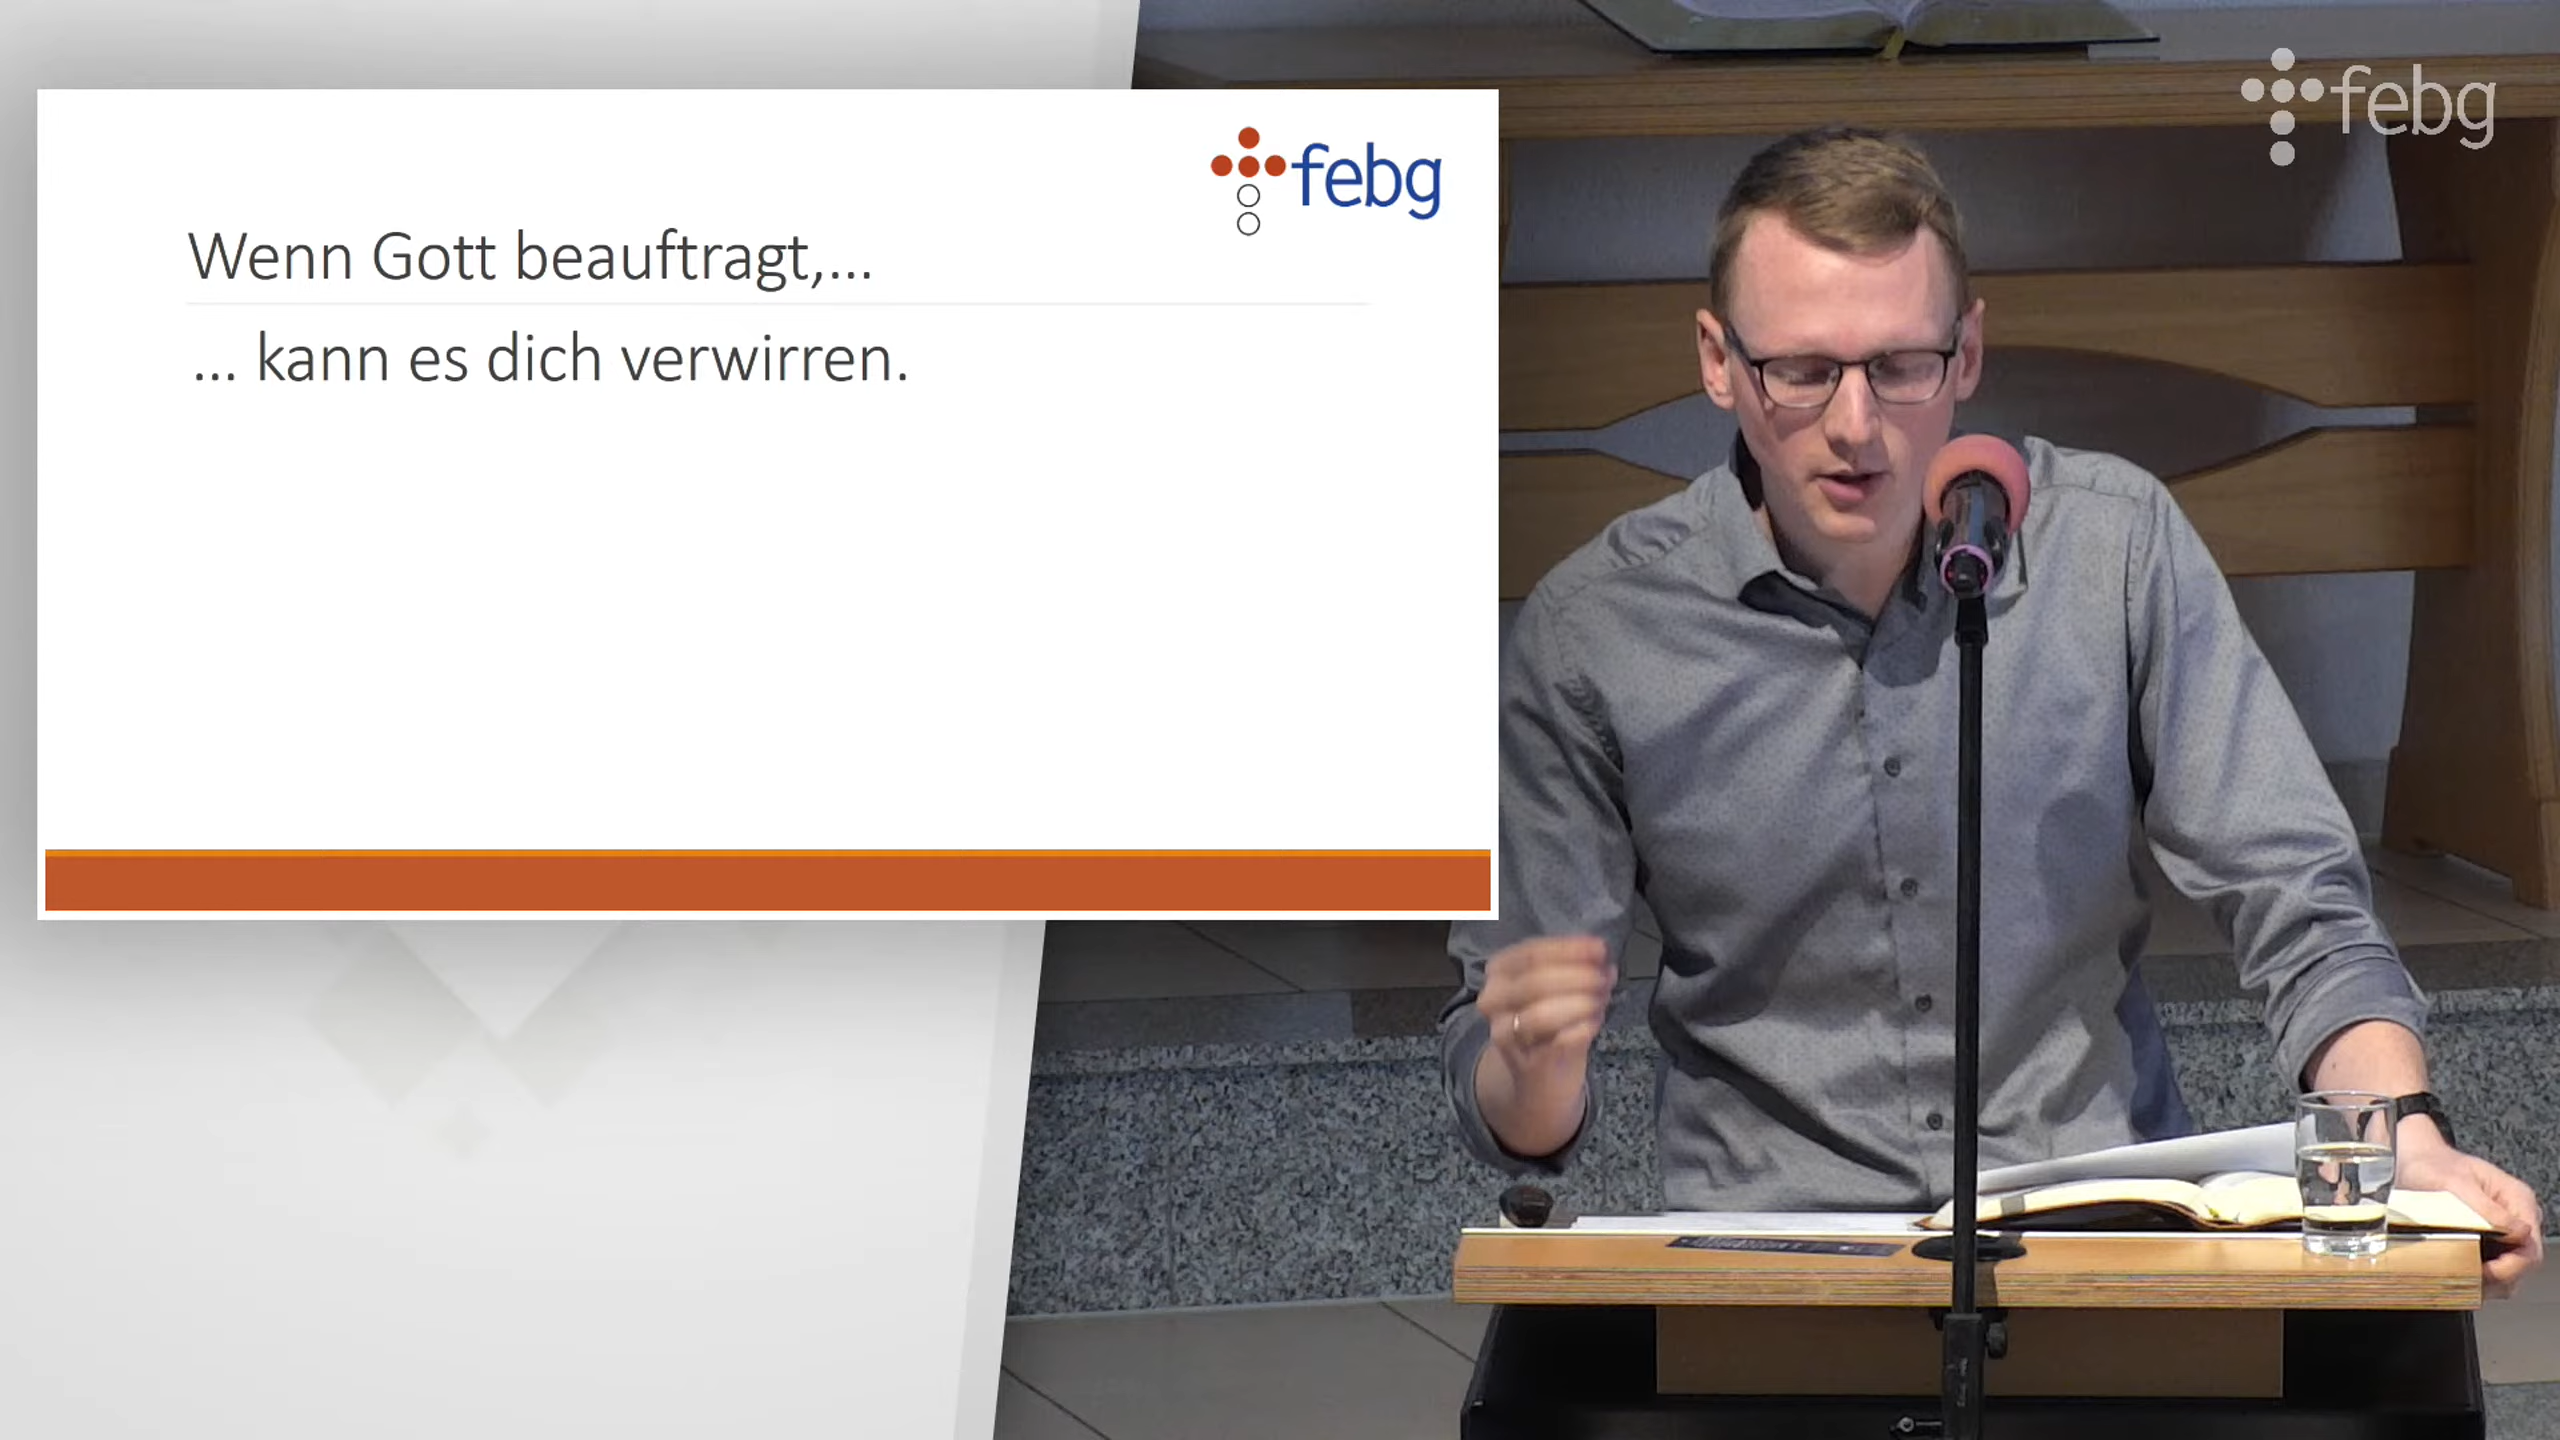 febg
Wenn Gott beauftragt,...
... kann es dich verwirren.
febg